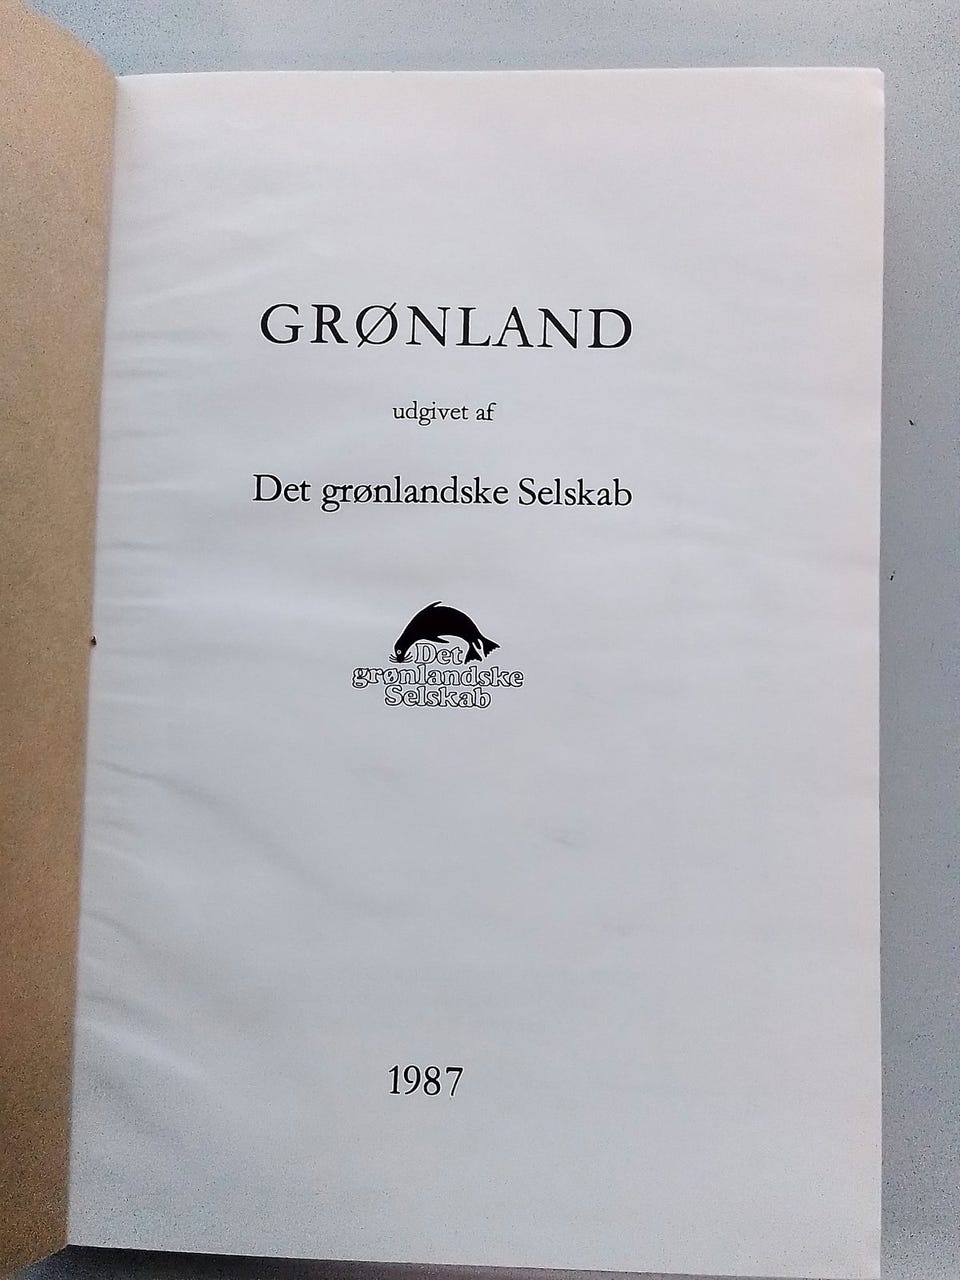 GRØNLAND
udgivet af
Det grønlandske Selskab
Det
grønlandske
Selskab
1987